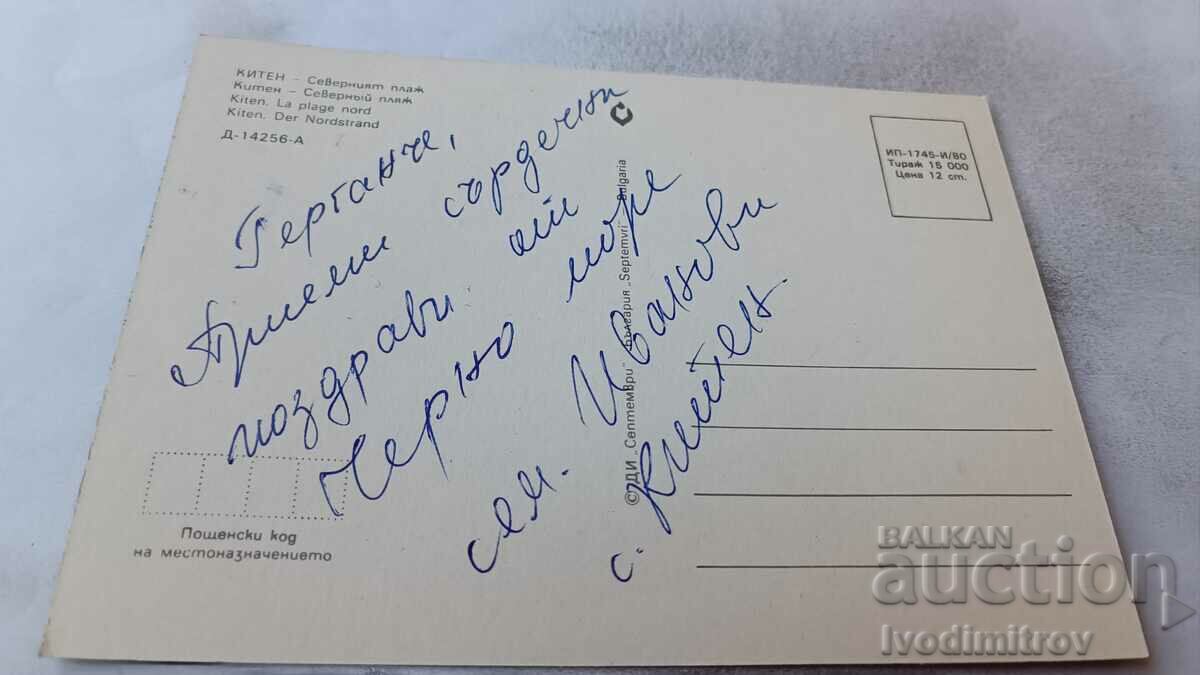 КИТЕН – Северният плаж
Китен – Северный пляж
Kiten. La plage nord
Kiten. Der Nordstrand
Д-14256-А
ИП-1745-И/80
Тираж 15 000
Цена 12 ст.
Герганче,
Приеми сърдечни
поздрави от
Черно море
сем. Иванови
с. Китен.
© ДИ „Септември" България „Septemvri" Bulgaria
Пощенски код
на местоназначението
BALKAN
auction
Ivodimitrov